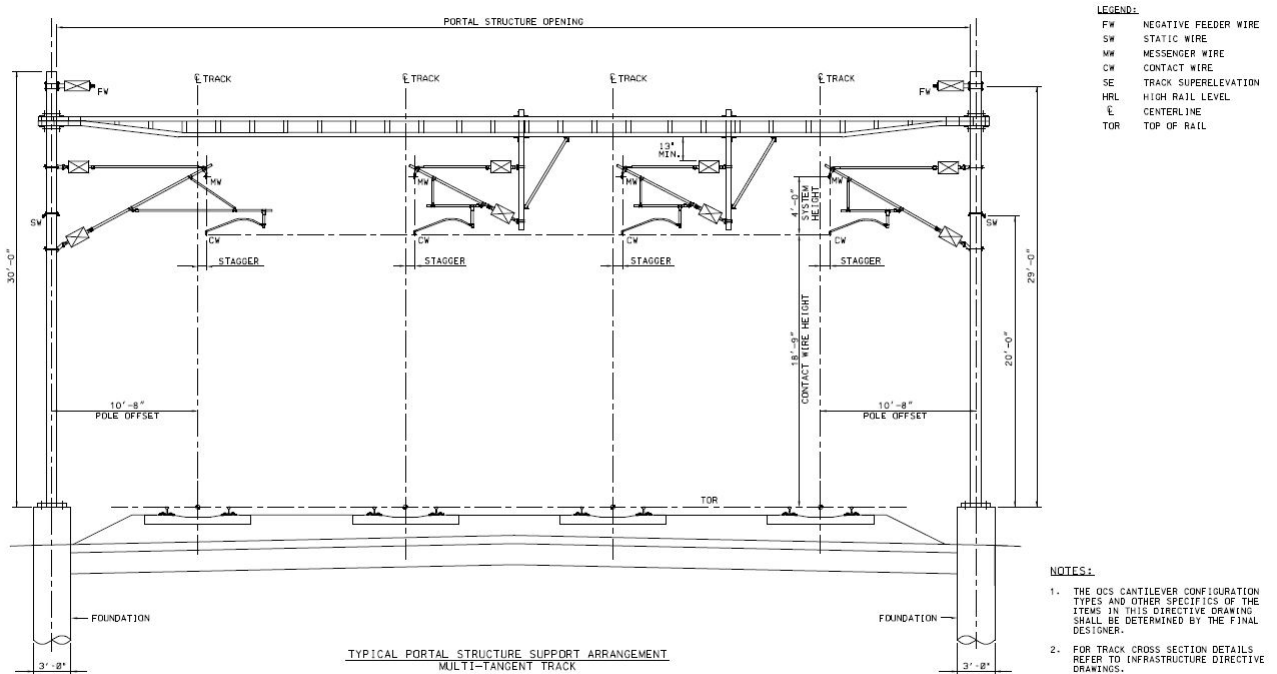 PORTAL STRUCTURE OPENING
LEGEND:
FW NEGATIVE FEEDER WIRE
SW STATIC WIRE
MW MESSENGER WIRE
CW CONTACT WIRE
SE TRACK SUPERELEVATION
HRL HIGH RAIL LEVEL
℄ CENTERLINE
TOR TOP OF RAIL
℄ TRACK
℄ TRACK
℄ TRACK
℄ TRACK
FW
FW
13"
MIN.
MW
MW
MW
MW
4'-0"
SYSTEM
HEIGHT
SW
SW
CW
CW
CW
CW
STAGGER
STAGGER
STAGGER
STAGGER
30'-0"
29'-0"
20'-0"
18'-9"
CONTACT WIRE HEIGHT
10'-8"
POLE OFFSET
10'-8"
POLE OFFSET
TOR
FOUNDATION
FOUNDATION
3'-0"
3'-0"
TYPICAL PORTAL STRUCTURE SUPPORT ARRANGEMENT
MULTI-TANGENT TRACK
NOTES:
1. THE OCS CANTILEVER CONFIGURATION
TYPES AND OTHER SPECIFICS OF THE
ITEMS IN THIS DIRECTIVE DRAWING
SHALL BE DETERMINED BY THE FINAL
DESIGNER.
2. FOR TRACK CROSS SECTION DETAILS
REFER TO INFRASTRUCTURE DIRECTIVE
DRAWINGS.